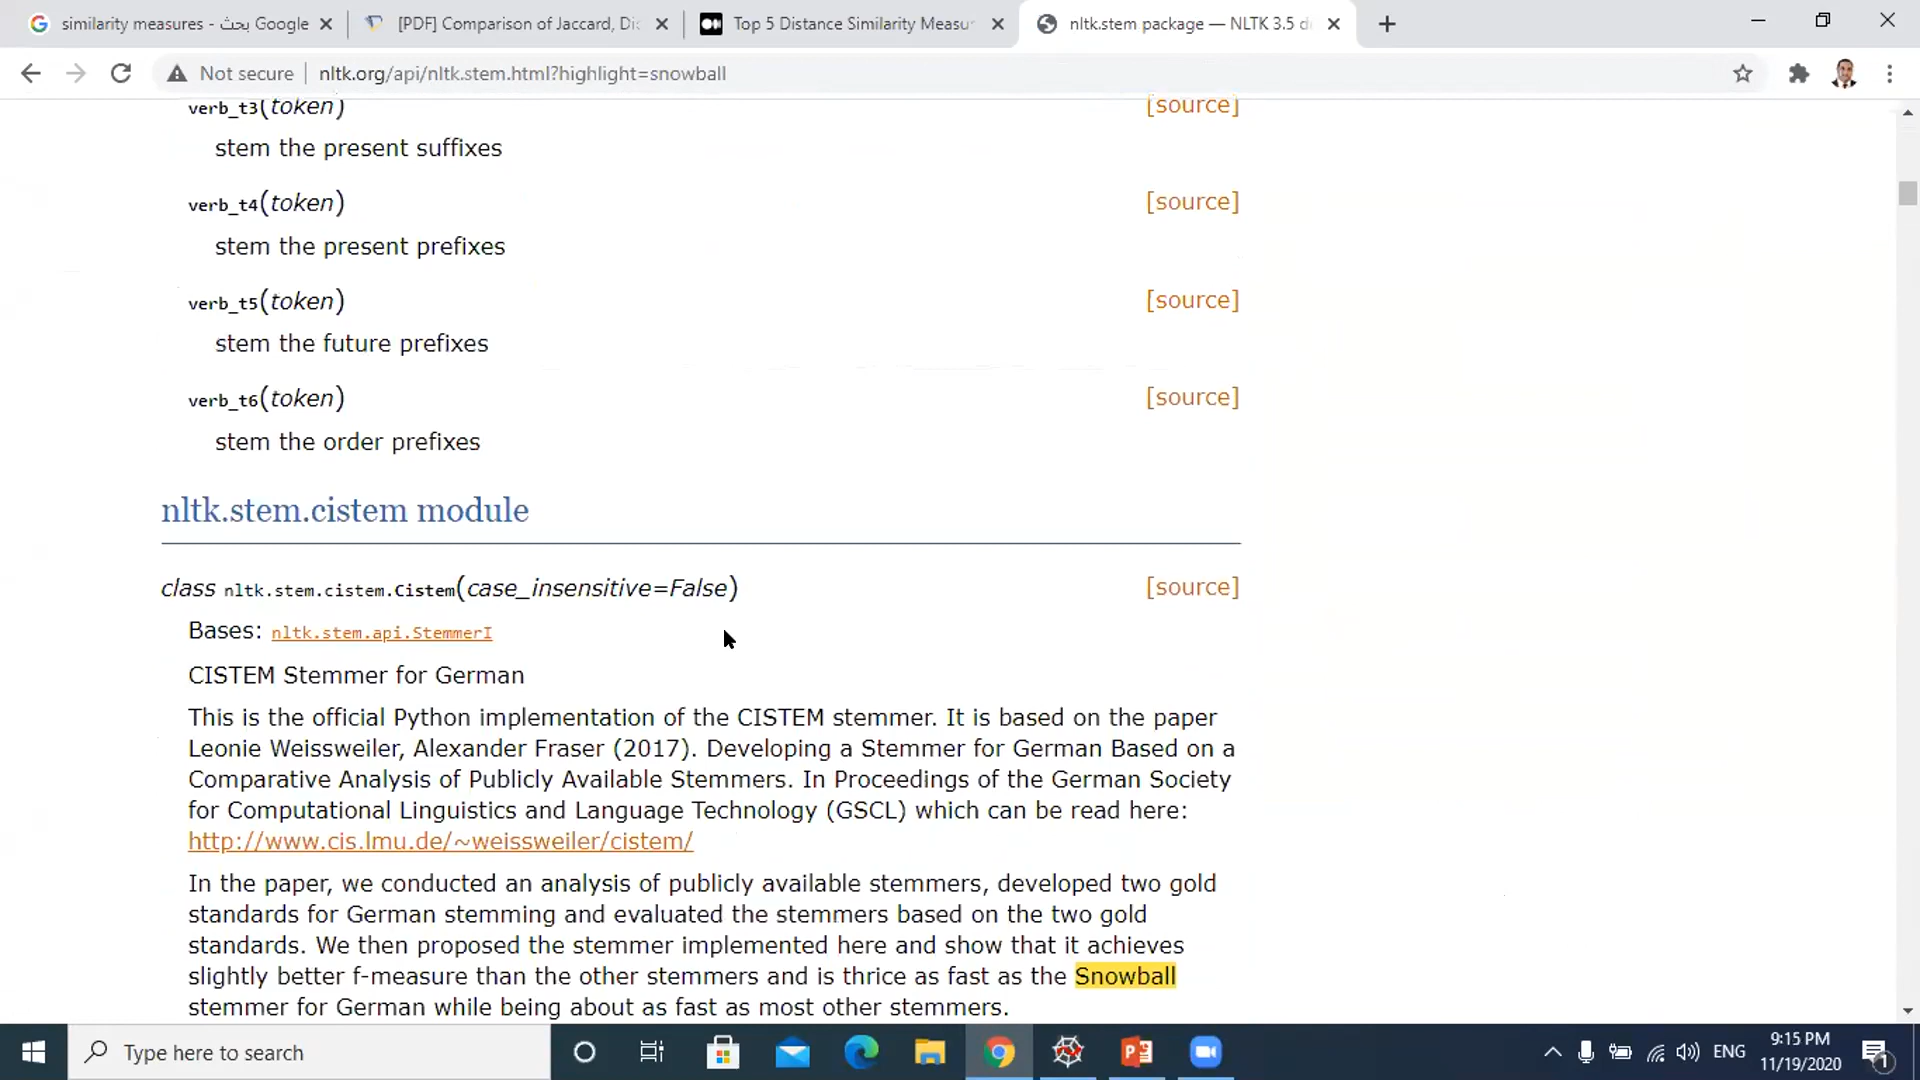 similarity measures - بحث Google
[PDF] Comparison of Jaccard, Dic
Top 5 Distance Similarity Measur
nltk.stem package — NLTK 3.5 d
Not secure
nltk.org/api/nltk.stem.html?highlight=snowball
verb_t3(token) [source]
stem the present suffixes
verb_t4(token) [source]
stem the present prefixes
verb_t5(token) [source]
stem the future prefixes
verb_t6(token) [source]
stem the order prefixes
nltk.stem.cistem module
class nltk.stem.cistem.Cistem(case_insensitive=False) [source]
Bases: nltk.stem.api.StemmerI
CISTEM Stemmer for German
This is the official Python implementation of the CISTEM stemmer. It is based on the paper
Leonie Weissweiler, Alexander Fraser (2017). Developing a Stemmer for German Based on a
Comparative Analysis of Publicly Available Stemmers. In Proceedings of the German Society
for Computational Linguistics and Language Technology (GSCL) which can be read here:
http://www.cis.lmu.de/~weissweiler/cistem/
In the paper, we conducted an analysis of publicly available stemmers, developed two gold
standards for German stemming and evaluated the stemmers based on the two gold
standards. We then proposed the stemmer implemented here and show that it achieves
slightly better f-measure than the other stemmers and is thrice as fast as the Snowball
stemmer for German while being about as fast as most other stemmers.
Type here to search
ENG
9:15 PM
11/19/2020
1